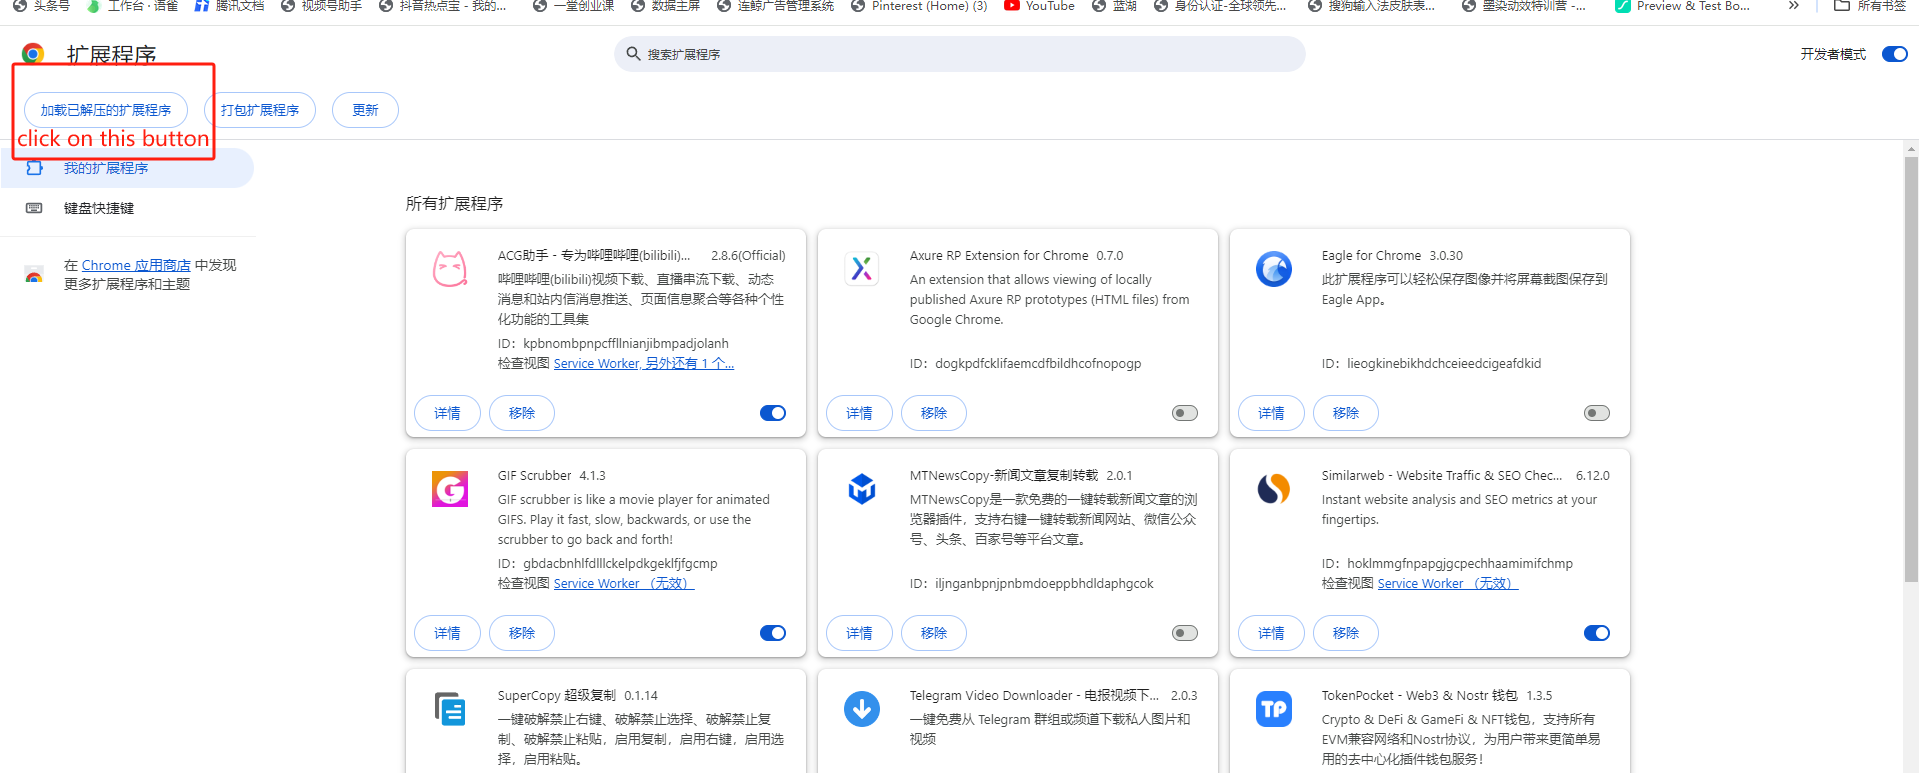 头条号 工作台 · 语雀 腾讯文档 视频号助手 抖音热点宝 - 我的... 一堂创业课 数据主屏 连鲸广告管理系统 Pinterest (Home) (3) YouTube 蓝湖 身份认证-全球领先... 搜狗输入法皮肤表... 墨染动效特训营 -... Preview & Test Bo... » 所有书签
扩展程序
搜索扩展程序
开发者模式
加载已解压的扩展程序
打包扩展程序
更新
click on this button
我的扩展程序
键盘快捷键
在 Chrome 应用商店 中发现
更多扩展程序和主题
所有扩展程序
ACG助手 - 专为哔哩哔哩(bilibili)... 2.8.6(Official)
哔哩哔哩(bilibili)视频下载、直播串流下载、动态
消息和站内信消息推送、页面信息聚合等各种个性
化功能的工具集
ID：kpbnombpnpcffllnianjibmpadjolanh
检查视图 Service Worker, 另外还有 1 个...
详情 移除
Axure RP Extension for Chrome 0.7.0
An extension that allows viewing of locally
published Axure RP prototypes (HTML files) from
Google Chrome.
ID：dogkpdfcklifaemcdfbildhcofnopogp
详情 移除
Eagle for Chrome 3.0.30
此扩展程序可以轻松保存图像并将屏幕截图保存到
Eagle App。
ID：lieogkinebikhdchceieedcigeafdkid
详情 移除
GIF Scrubber 4.1.3
GIF scrubber is like a movie player for animated
GIFS. Play it fast, slow, backwards, or use the
scrubber to go back and forth!
ID：gbdacbnhlfdlllckelpdkgeklfjfgcmp
检查视图 Service Worker （无效）
详情 移除
MTNewsCopy-新闻文章复制转载 2.0.1
MTNewsCopy是一款免费的一键转载新闻文章的浏
览器插件，支持右键一键转载新闻网站、微信公众
号、头条、百家号等平台文章。
ID：iljnganbpnjpnbmdoeppbhdldaphgcok
详情 移除
Similarweb - Website Traffic & SEO Chec... 6.12.0
Instant website analysis and SEO metrics at your
fingertips.
ID：hoklmmgfnpapgjgcpechhaamimifchmp
检查视图 Service Worker （无效）
详情 移除
SuperCopy 超级复制 0.1.14
一键破解禁止右键、破解禁止选择、破解禁止复
制、破解禁止粘贴，启用复制，启用右键，启用选
择，启用粘贴。
Telegram Video Downloader - 电报视频下... 2.0.3
一键免费从 Telegram 群组或频道下载私人图片和
视频
TP
TokenPocket - Web3 & Nostr 钱包 1.3.5
Crypto & DeFi & GameFi & NFT钱包，支持所有
EVM兼容网络和Nostr协议，为用户带来更简单易
用的去中心化插件钱包服务!